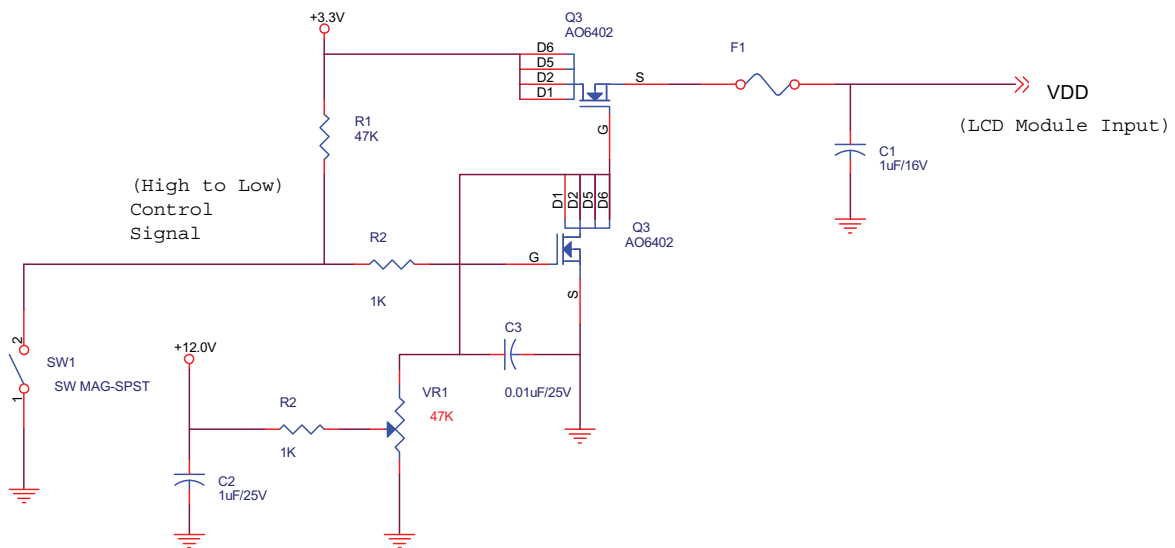 +3.3V
Q3
AO6402
D6
D5
D2
D1
S
G
F1
VDD
(LCD Module Input)
R1
47K
C1
1uF/16V
(High to Low)
Control
Signal
D1
D2
D5
D6
Q3
AO6402
R2
1K
G
S
2
SW1
SW MAG-SPST
1
+12.0V
C3
0.01uF/25V
R2
1K
VR1
47K
C2
1uF/25V